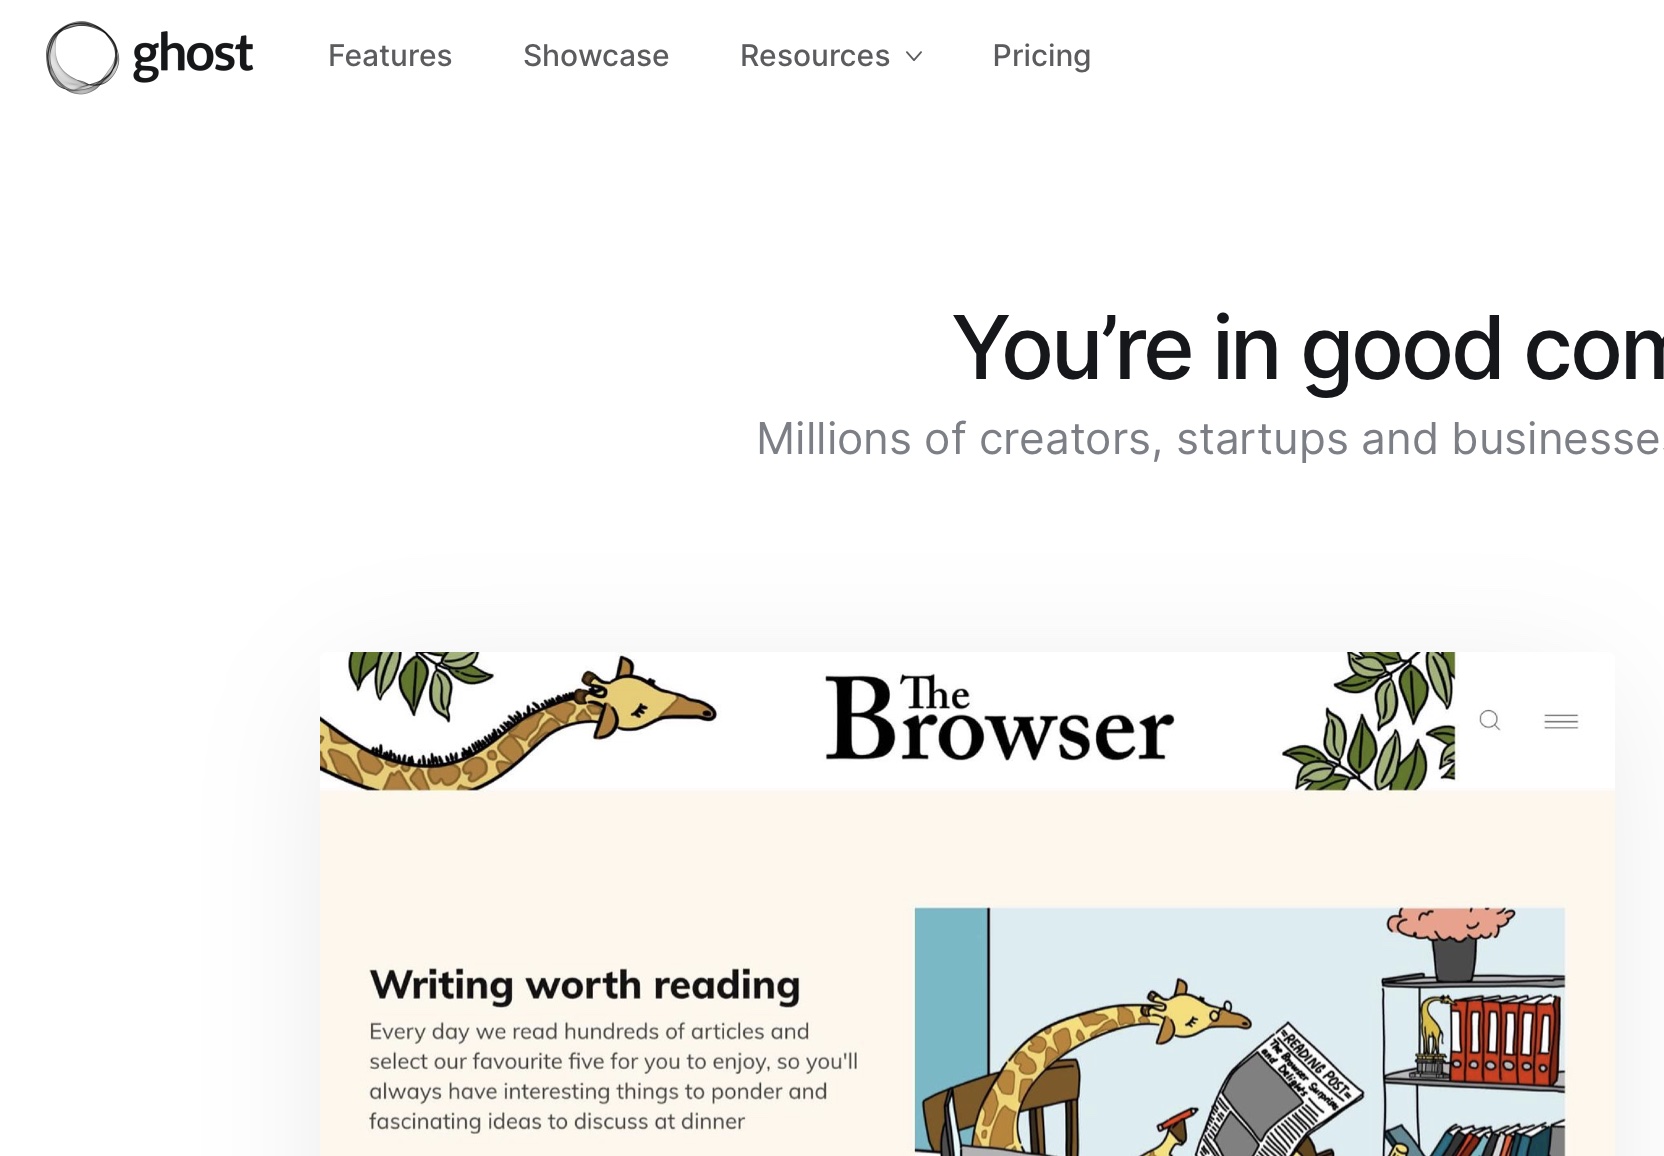 ghost
Features
Showcase
Resources
Pricing
You’re in good com
Millions of creators, startups and businesse
The
Browser
Writing worth reading
Every day we read hundreds of articles and
select our favourite five for you to enjoy, so you'll
always have interesting things to ponder and
fascinating ideas to discuss at dinner
=READING POST=
The Browser Surprise
and Delights